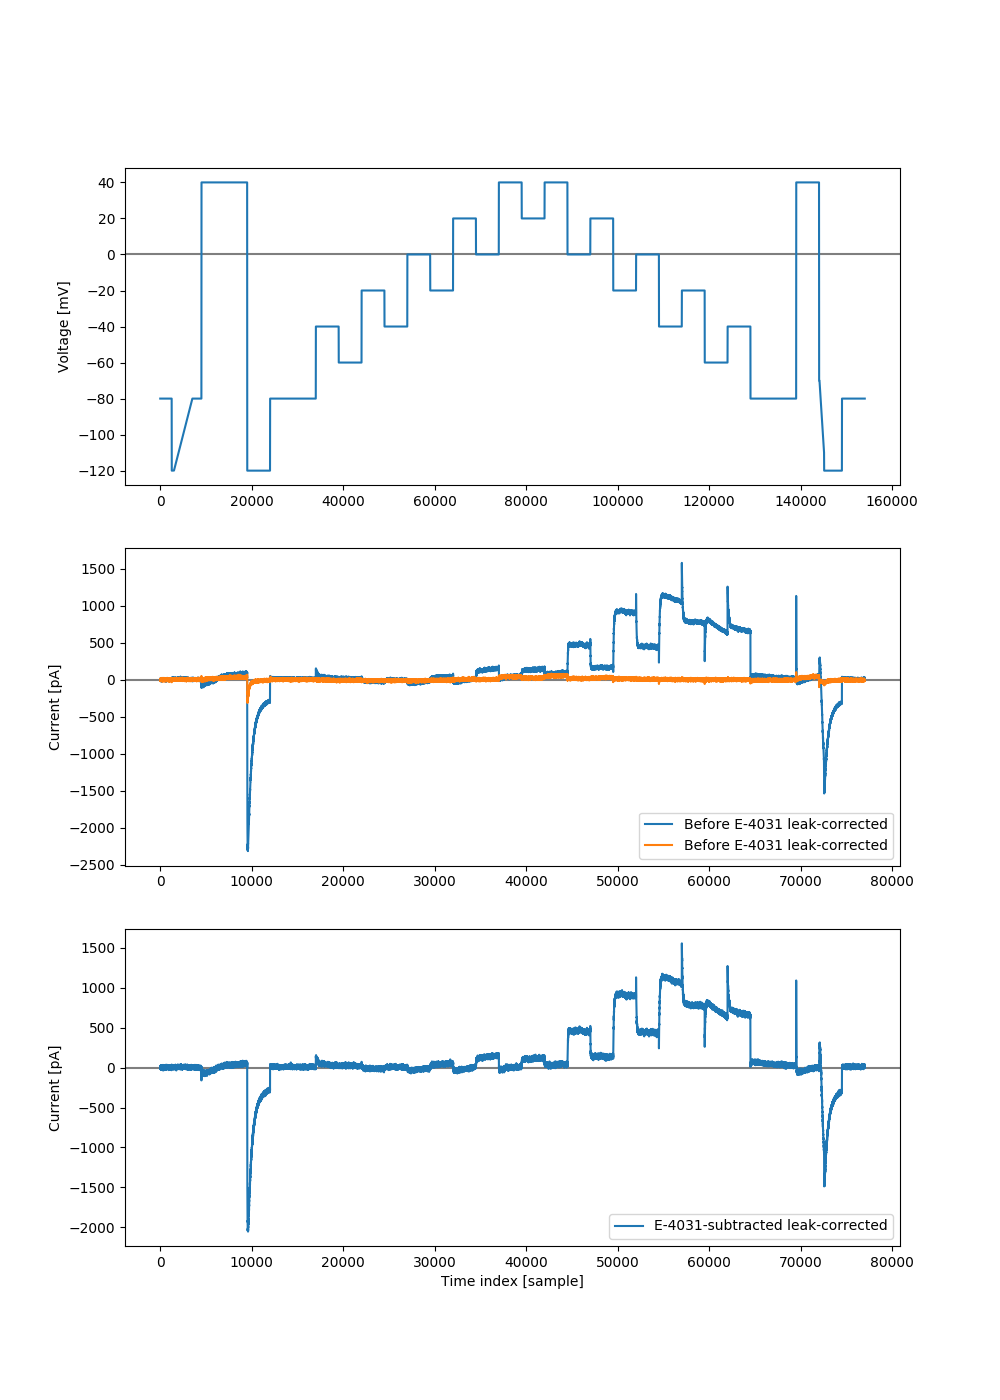 40
20
0
−20
−40
−60
−80
−100
−120
Voltage [mV]
0 20000 40000 60000 80000 100000 120000 140000 160000
1500
1000
500
0
−500
−1000
−1500
−2000
−2500
Current [pA]
Before E-4031 leak-corrected
Before E-4031 leak-corrected
0 10000 20000 30000 40000 50000 60000 70000 80000
1500
1000
500
0
−500
−1000
−1500
−2000
Current [pA]
E-4031-subtracted leak-corrected
0 10000 20000 30000 40000 50000 60000 70000 80000
Time index [sample]